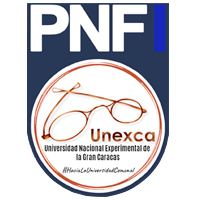 PNFI
Unexca
Universidad Nacional Experimental de
la Gran Caracas
#HaciaLaUniversidadComunal